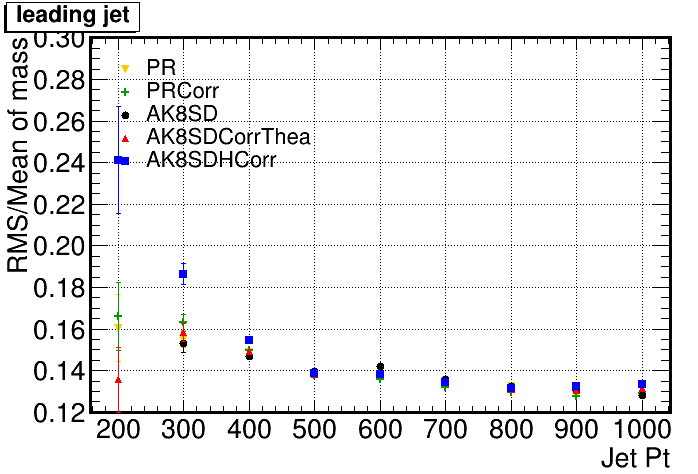 leading jet
RMS/Mean of mass
0.30
0.28
0.26
0.24
0.22
0.20
0.18
0.16
0.14
0.12
PR
PRCorr
AK8SD
AK8SDCorrThea
AK8SDHCorr
200 300 400 500 600 700 800 900 1000
Jet Pt